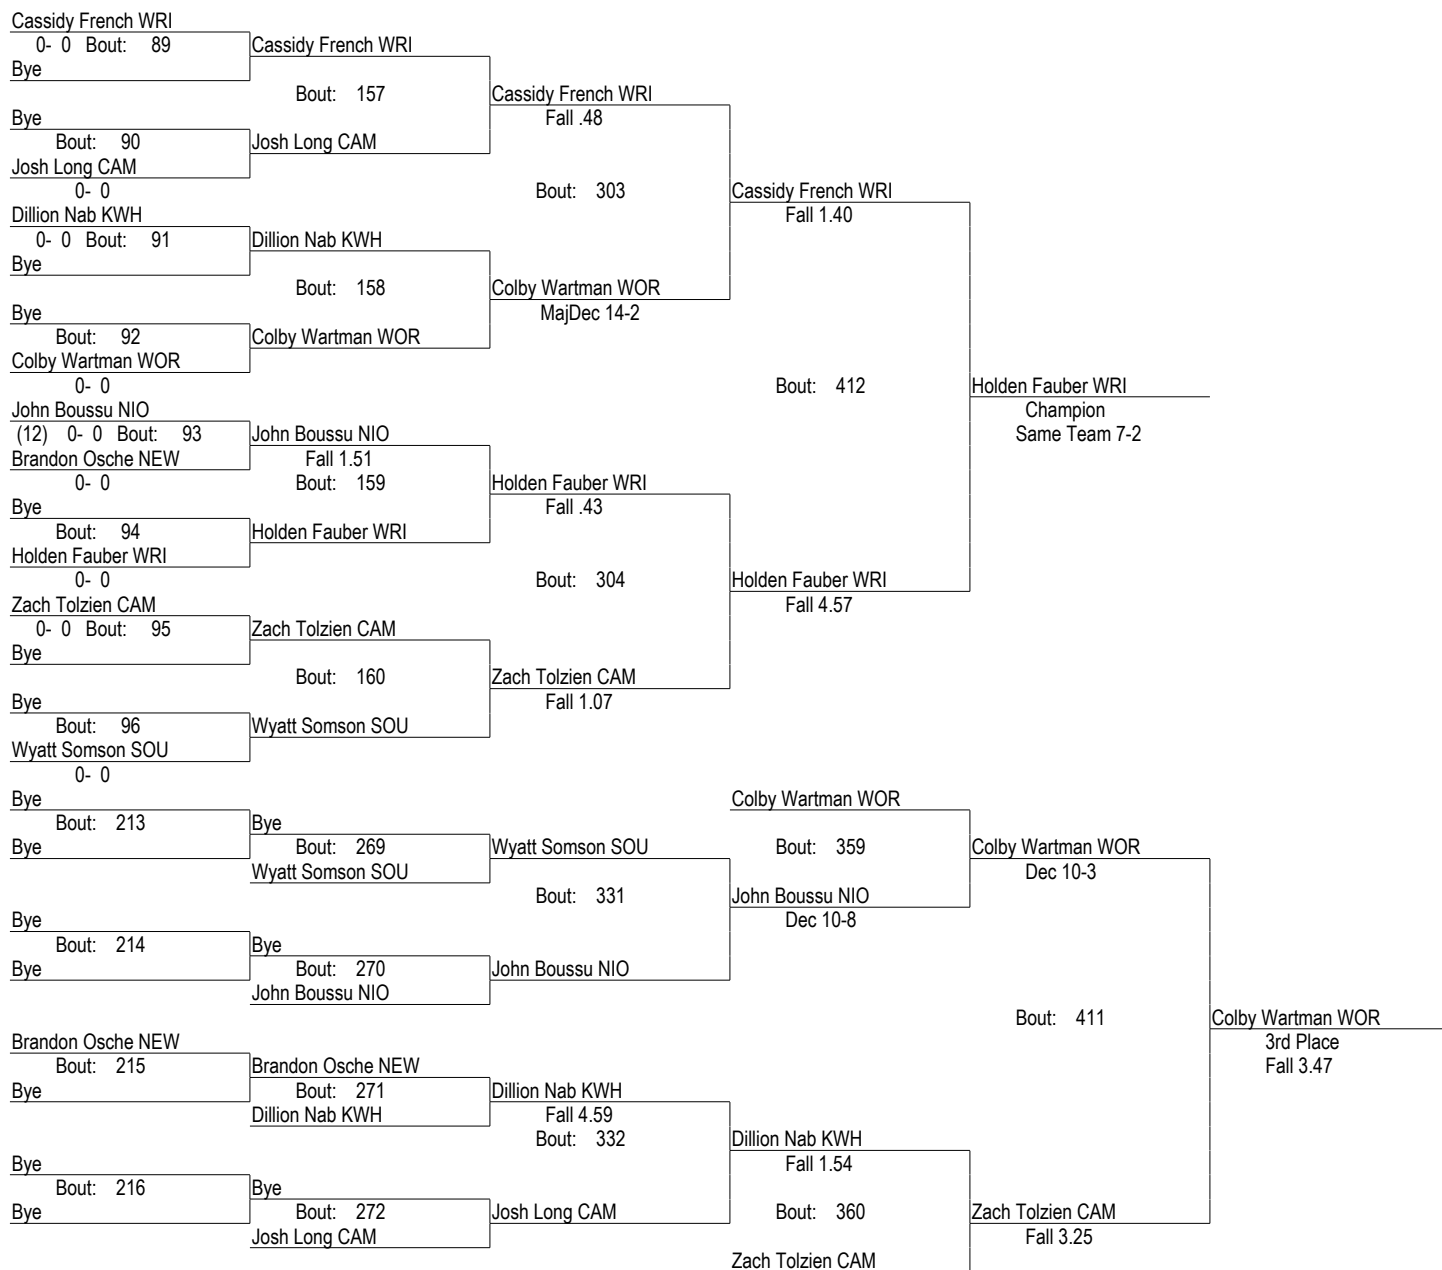 Cassidy French WRI
0- 0 Bout: 89 Cassidy French WRI
Bye
Bout: 157 Cassidy French WRI
Bye Fall .48
Bout: 90 Josh Long CAM
Josh Long CAM
0- 0 Bout: 303 Cassidy French WRI
Dillion Nab KWH Fall 1.40
0- 0 Bout: 91 Dillion Nab KWH
Bye
Bout: 158 Colby Wartman WOR
Bye MajDec 14-2
Bout: 92 Colby Wartman WOR
Colby Wartman WOR
0- 0 Bout: 412 Holden Fauber WRI
John Boussu NIO Champion
(12) 0- 0 Bout: 93 John Boussu NIO Same Team 7-2
Brandon Osche NEW Fall 1.51
0- 0 Bout: 159 Holden Fauber WRI
Bye Fall .43
Bout: 94 Holden Fauber WRI
Holden Fauber WRI
0- 0 Bout: 304 Holden Fauber WRI
Zach Tolzien CAM Fall 4.57
0- 0 Bout: 95 Zach Tolzien CAM
Bye
Bout: 160 Zach Tolzien CAM
Bye Fall 1.07
Bout: 96 Wyatt Somson SOU
Wyatt Somson SOU
0- 0
Bye Colby Wartman WOR
Bout: 213 Bye
Bye Bout: 269 Wyatt Somson SOU Bout: 359 Colby Wartman WOR
Wyatt Somson SOU Dec 10-3
Bout: 331 John Boussu NIO
Bye Dec 10-8
Bout: 214 Bye
Bye Bout: 270 John Boussu NIO
John Boussu NIO
Bout: 411 Colby Wartman WOR
Brandon Osche NEW 3rd Place
Bout: 215 Brandon Osche NEW Fall 3.47
Bye Bout: 271 Dillion Nab KWH
Dillion Nab KWH Fall 4.59
Bout: 332 Dillion Nab KWH
Bye Fall 1.54
Bout: 216 Bye
Bye Bout: 272 Josh Long CAM Bout: 360 Zach Tolzien CAM
Josh Long CAM Fall 3.25
Zach Tolzien CAM